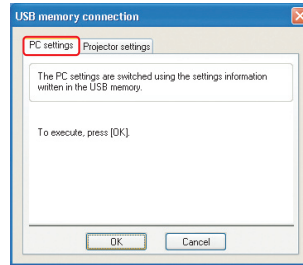 USB memory connection
PC settings Projector settings
The PC settings are switched using the settings information
written in the USB memory.
To execute, press [OK].
OK Cancel